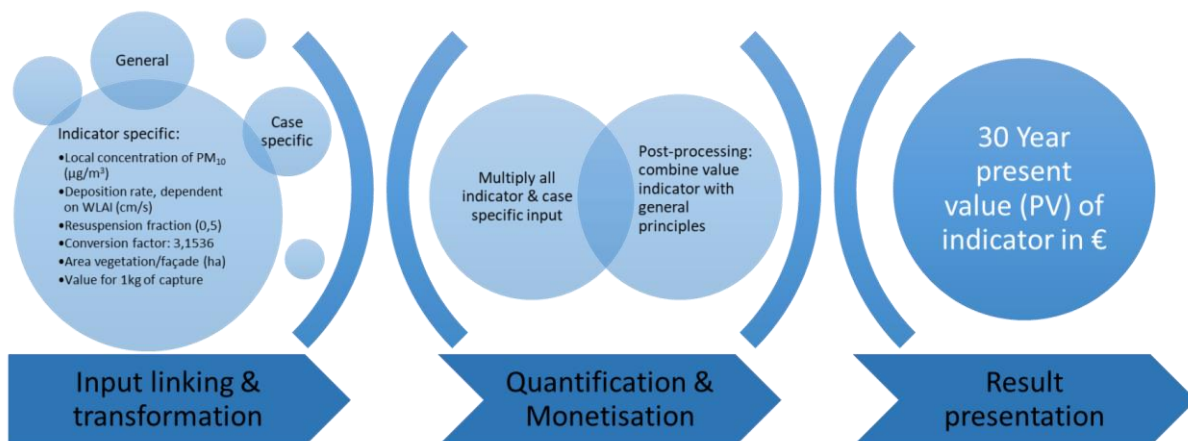 General
Case
specific
Indicator specific:
•Local concentration of PM₁₀
(µg/m³)
•Deposition rate, dependent
on WLAI (cm/s)
•Resuspension fraction (0,5)
•Conversion factor: 3,1536
•Area vegetation/façade (ha)
•Value for 1kg of capture
Multiply all
indicator & case
specific input
Post-processing:
combine value
indicator with
general
principles
30 Year
present
value (PV) of
indicator in €
Input linking &
transformation
Quantification &
Monetisation
Result
presentation